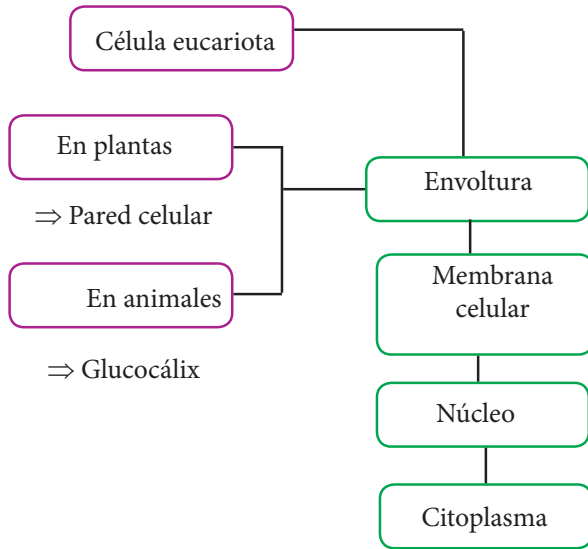 Célula eucariota
En plantas
⇒ Pared celular
En animales
⇒ Glucocálix
Envoltura
Membrana
celular
Núcleo
Citoplasma